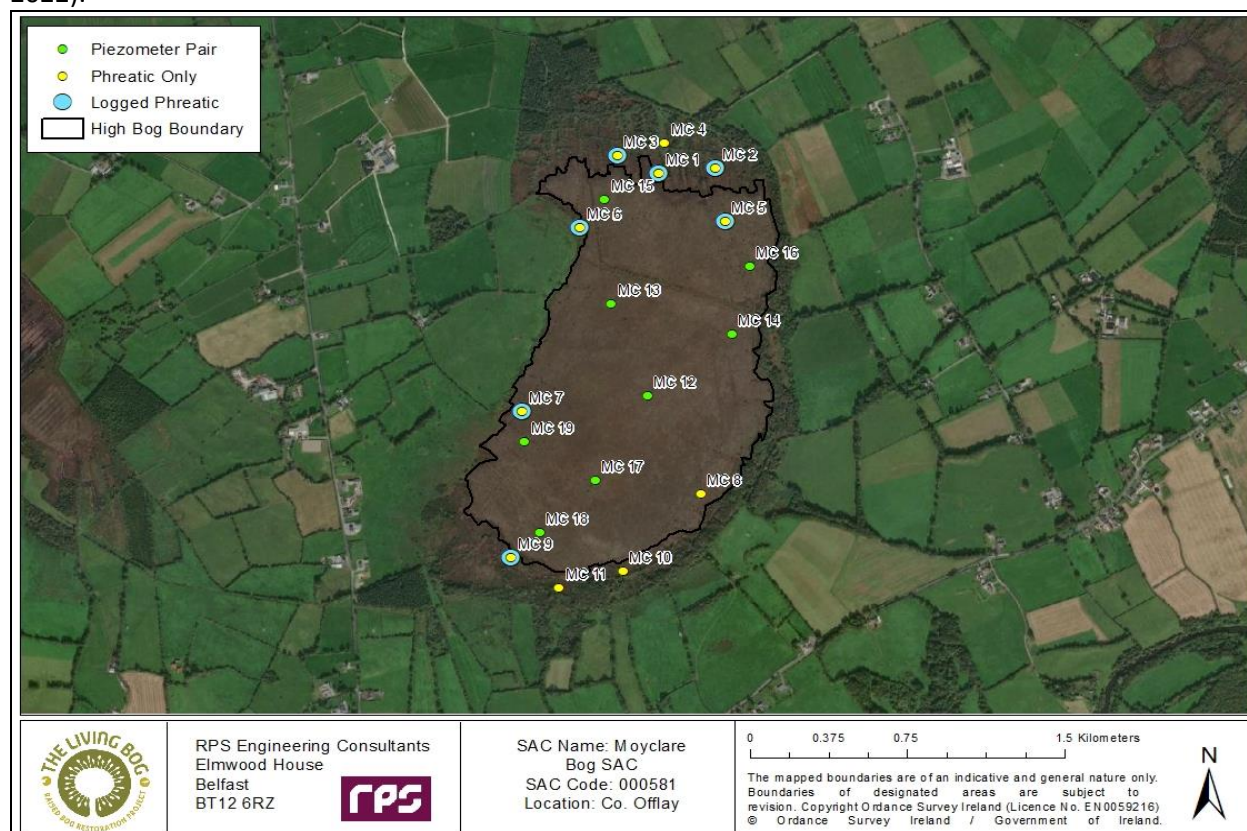 Piezometer Pair
Phreatic Only
Logged Phreatic
High Bog Boundary
MC 4
MC 3
MC 1
MC 2
MC 15
MC 6
MC 5
MC 16
MC 13
MC 14
MC 12
MC 7
MC 19
MC 17
MC 8
MC 18
MC 9
MC 10
MC 11
THE LIVING BOG
RAISED BOG RESTORATION PROJECT
RPS Engineering Consultants
Elmwood House
Belfast
BT12 6RZ
rps
SAC Name: Moyclare
Bog SAC
SAC Code: 000581
Location: Co. Offlay
0 0.375 0.75 1.5 Kilometers
The mapped boundaries are of an indicative and general nature only.
Boundaries of designated areas are subject to
revision. Copyright Ordance Survey Ireland (Licence No. EN0059216)
© Ordance Survey Ireland / Government of Ireland.
N